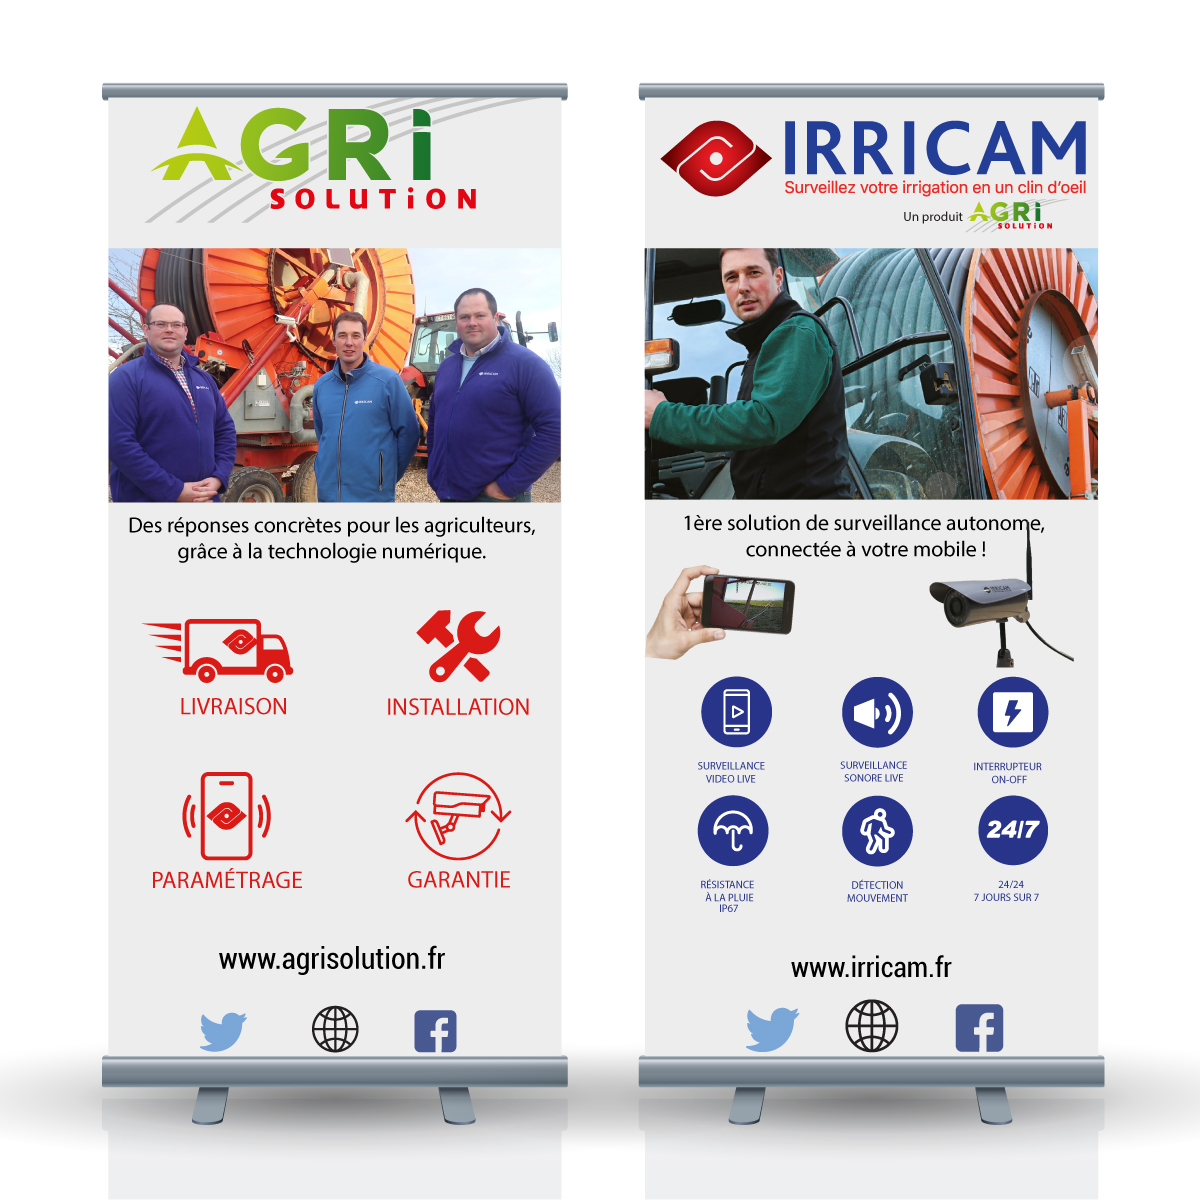 AGRi
SOLUTiON
Des réponses concrètes pour les agriculteurs,
grâce à la technologie numérique.
LIVRAISON
INSTALLATION
PARAMÉTRAGE
GARANTIE
www.agrisolution.fr
IRRICAM
Surveillez votre irrigation en un clin d'oeil
Un produit AGRi
SOLUTiON
1ère solution de surveillance autonome,
connectée à votre mobile !
IRRICAM
SURVEILLANCE
VIDEO LIVE
SURVEILLANCE
SONORE LIVE
INTERRUPTEUR
ON-OFF
RÉSISTANCE
À LA PLUIE
IP67
DÉTECTION
MOUVEMENT
24/7
24/24
7 JOURS SUR 7
www.irricam.fr